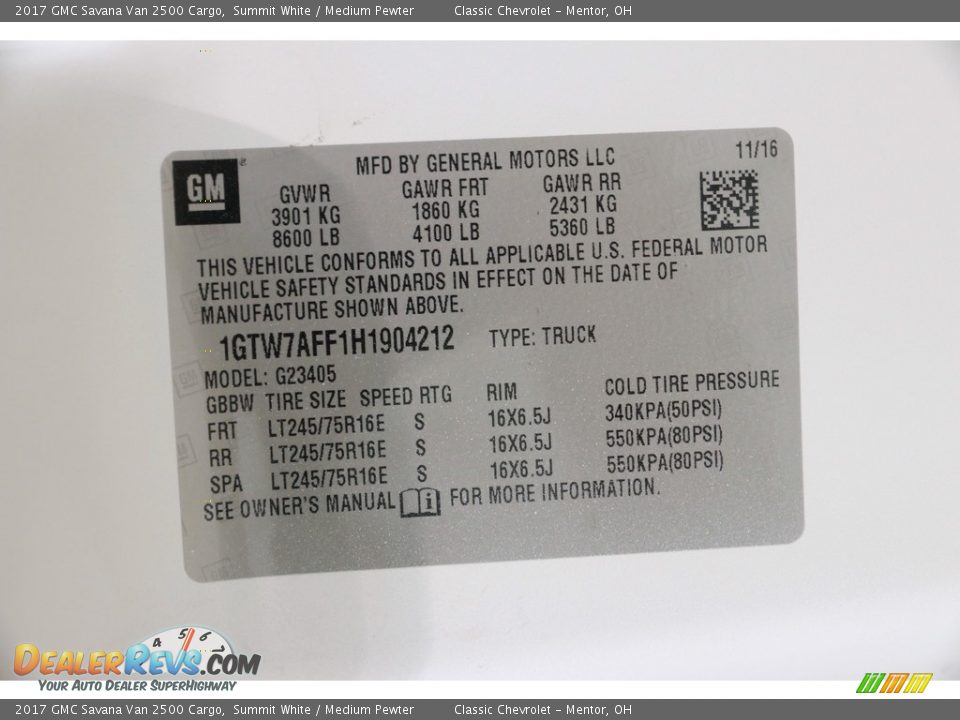 2017 GMC Savana Van 2500 Cargo, Summit White / Medium Pewter Classic Chevrolet - Mentor, OH
GM®
MFD BY GENERAL MOTORS LLC 11/16
GVWR GAWR FRT GAWR RR
3901 KG 1860 KG 2431 KG
8600 LB 4100 LB 5360 LB
THIS VEHICLE CONFORMS TO ALL APPLICABLE U.S. FEDERAL MOTOR
VEHICLE SAFETY STANDARDS IN EFFECT ON THE DATE OF
MANUFACTURE SHOWN ABOVE.
1GTW7AFF1H1904212 TYPE: TRUCK
MODEL: G23405
GBBW TIRE SIZE SPEED RTG RIM COLD TIRE PRESSURE
FRT LT245/75R16E S 16X6.5J 340KPA(50PSI)
RR LT245/75R16E S 16X6.5J 550KPA(80PSI)
SPA LT245/75R16E S 16X6.5J 550KPA(80PSI)
SEE OWNER'S MANUAL i FOR MORE INFORMATION.
4 5 6 7
DealerRevs.com
Your Auto Dealer SuperHighway
2017 GMC Savana Van 2500 Cargo, Summit White / Medium Pewter Classic Chevrolet - Mentor, OH